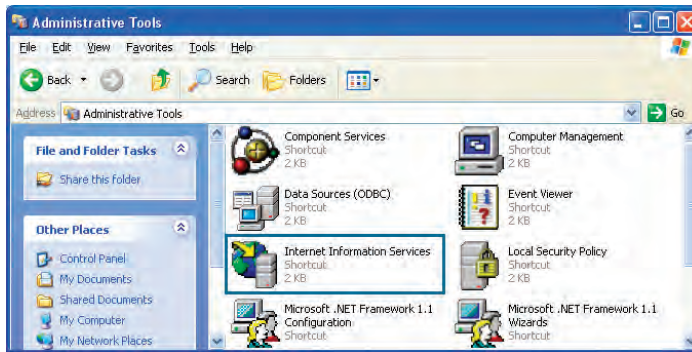 Administrative Tools
File Edit View Favorites Tools Help
Back Search Folders
Address Administrative Tools Go
File and Folder Tasks
Share this folder
Other Places
Control Panel
My Documents
Shared Documents
My Computer
My Network Places
Component Services
Shortcut
2 KB
Computer Management
Shortcut
2 KB
Data Sources (ODBC)
Shortcut
2 KB
Event Viewer
Shortcut
2 KB
Internet Information Services
Shortcut
2 KB
Local Security Policy
Shortcut
2 KB
Microsoft .NET Framework 1.1
Configuration
Shortcut
Microsoft .NET Framework 1.1
Wizards
Shortcut